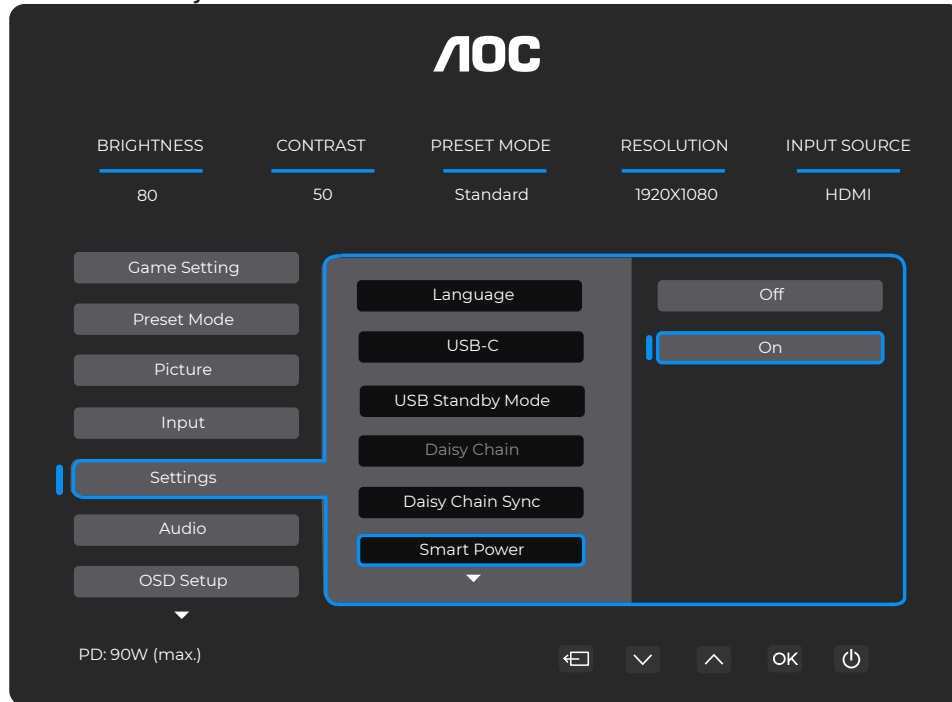 AOC
BRIGHTNESS CONTRAST PRESET MODE RESOLUTION INPUT SOURCE
80 50 Standard 1920X1080 HDMI
Game Setting
Preset Mode
Picture
Input
Settings
Audio
OSD Setup
Language
USB-C
USB Standby Mode
Daisy Chain
Daisy Chain Sync
Smart Power
Off
On
PD: 90W (max.)
OK